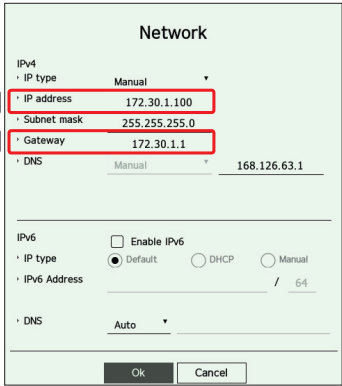 Network
IPv4
IP type Manual
IP address 172.30.1.100
Subnet mask 255.255.255.0
Gateway 172.30.1.1
DNS Manual 168.126.63.1
IPv6
Enable IPv6
IP type Default DHCP Manual
IPv6 Address / 64
DNS Auto
Ok Cancel